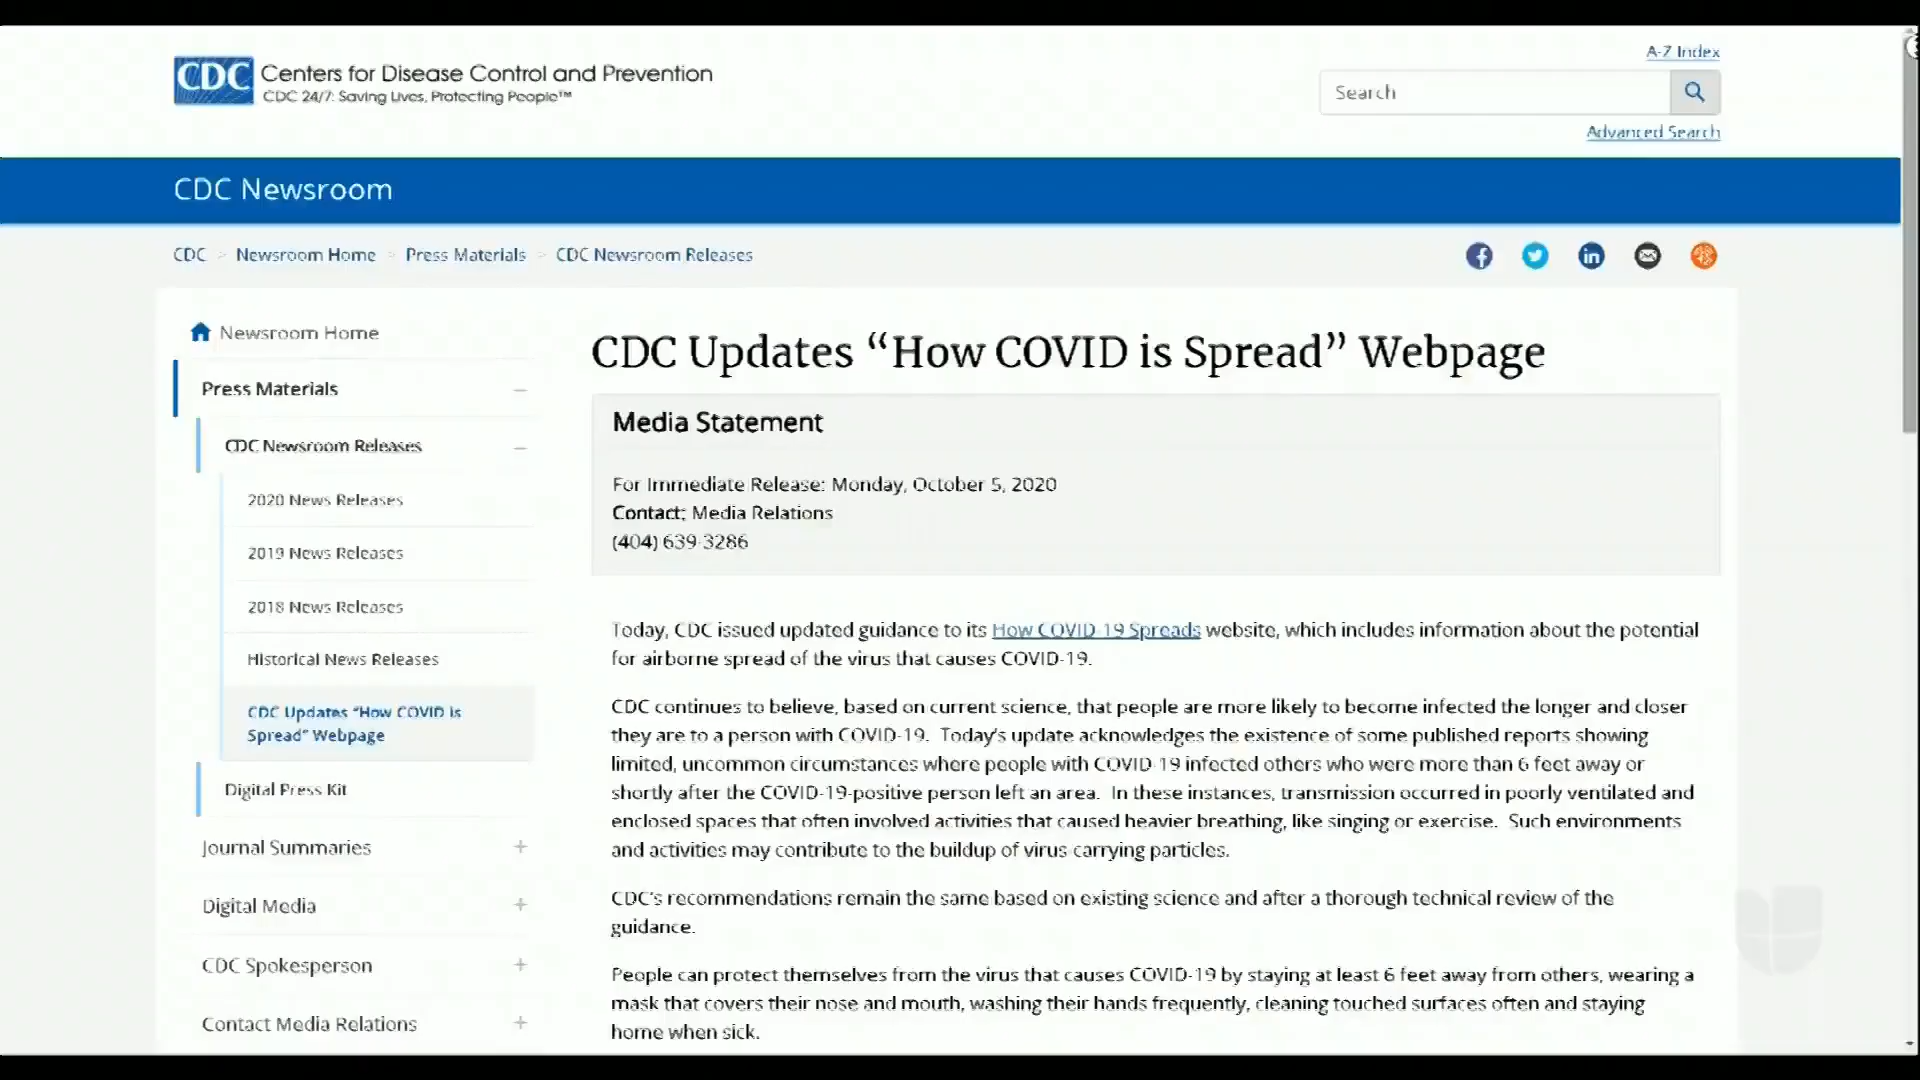 A-Z Index
CDC Centers for Disease Control and Prevention
CDC 24/7: Saving Lives, Protecting People™
Search
Advanced Search
CDC Newsroom
CDC > Newsroom Home > Press Materials > CDC Newsroom Releases
Newsroom Home
Press Materials
CDC Newsroom Releases
2020 News Releases
2019 News Releases
2018 News Releases
Historical News Releases
CDC Updates “How COVID is
Spread” Webpage
Digital Press Kit
Journal Summaries
Digital Media
CDC Spokesperson
Contact Media Relations
CDC Updates “How COVID is Spread” Webpage
Media Statement
For Immediate Release: Monday, October 5, 2020
Contact: Media Relations
(404) 639-3286
Today, CDC issued updated guidance to its How COVID-19 Spreads website, which includes information about the potential
for airborne spread of the virus that causes COVID-19.
CDC continues to believe, based on current science, that people are more likely to become infected the longer and closer
they are to a person with COVID-19. Today’s update acknowledges the existence of some published reports showing
limited, uncommon circumstances where people with COVID-19 infected others who were more than 6 feet away or
shortly after the COVID-19-positive person left an area. In these instances, transmission occurred in poorly ventilated and
enclosed spaces that often involved activities that caused heavier breathing, like singing or exercise. Such environments
and activities may contribute to the buildup of virus-carrying particles.
CDC’s recommendations remain the same based on existing science and after a thorough technical review of the
guidance.
People can protect themselves from the virus that causes COVID-19 by staying at least 6 feet away from others, wearing a
mask that covers their nose and mouth, washing their hands frequently, cleaning touched surfaces often and staying
home when sick.